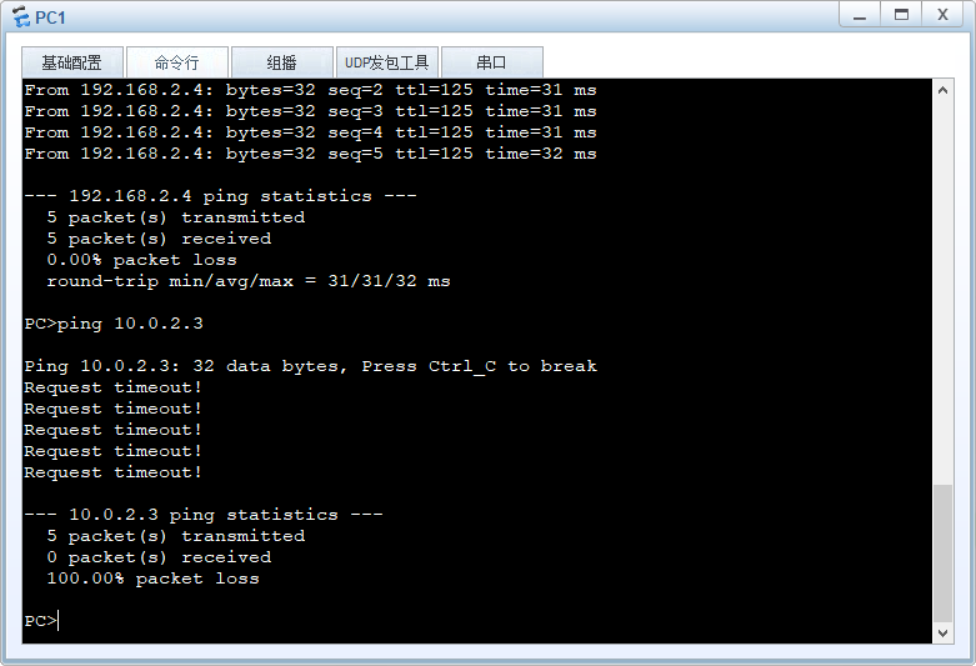 PC1
X
基础配置 命令行 组播 UDP发包工具 串口
From 192.168.2.4: bytes=32 seq=2 ttl=125 time=31 ms
From 192.168.2.4: bytes=32 seq=3 ttl=125 time=31 ms
From 192.168.2.4: bytes=32 seq=4 ttl=125 time=31 ms
From 192.168.2.4: bytes=32 seq=5 ttl=125 time=32 ms
--- 192.168.2.4 ping statistics ---
5 packet(s) transmitted
5 packet(s) received
0.00% packet loss
round-trip min/avg/max = 31/31/32 ms
PC>ping 10.0.2.3
Ping 10.0.2.3: 32 data bytes, Press Ctrl_C to break
Request timeout!
Request timeout!
Request timeout!
Request timeout!
Request timeout!
--- 10.0.2.3 ping statistics ---
5 packet(s) transmitted
0 packet(s) received
100.00% packet loss
PC>